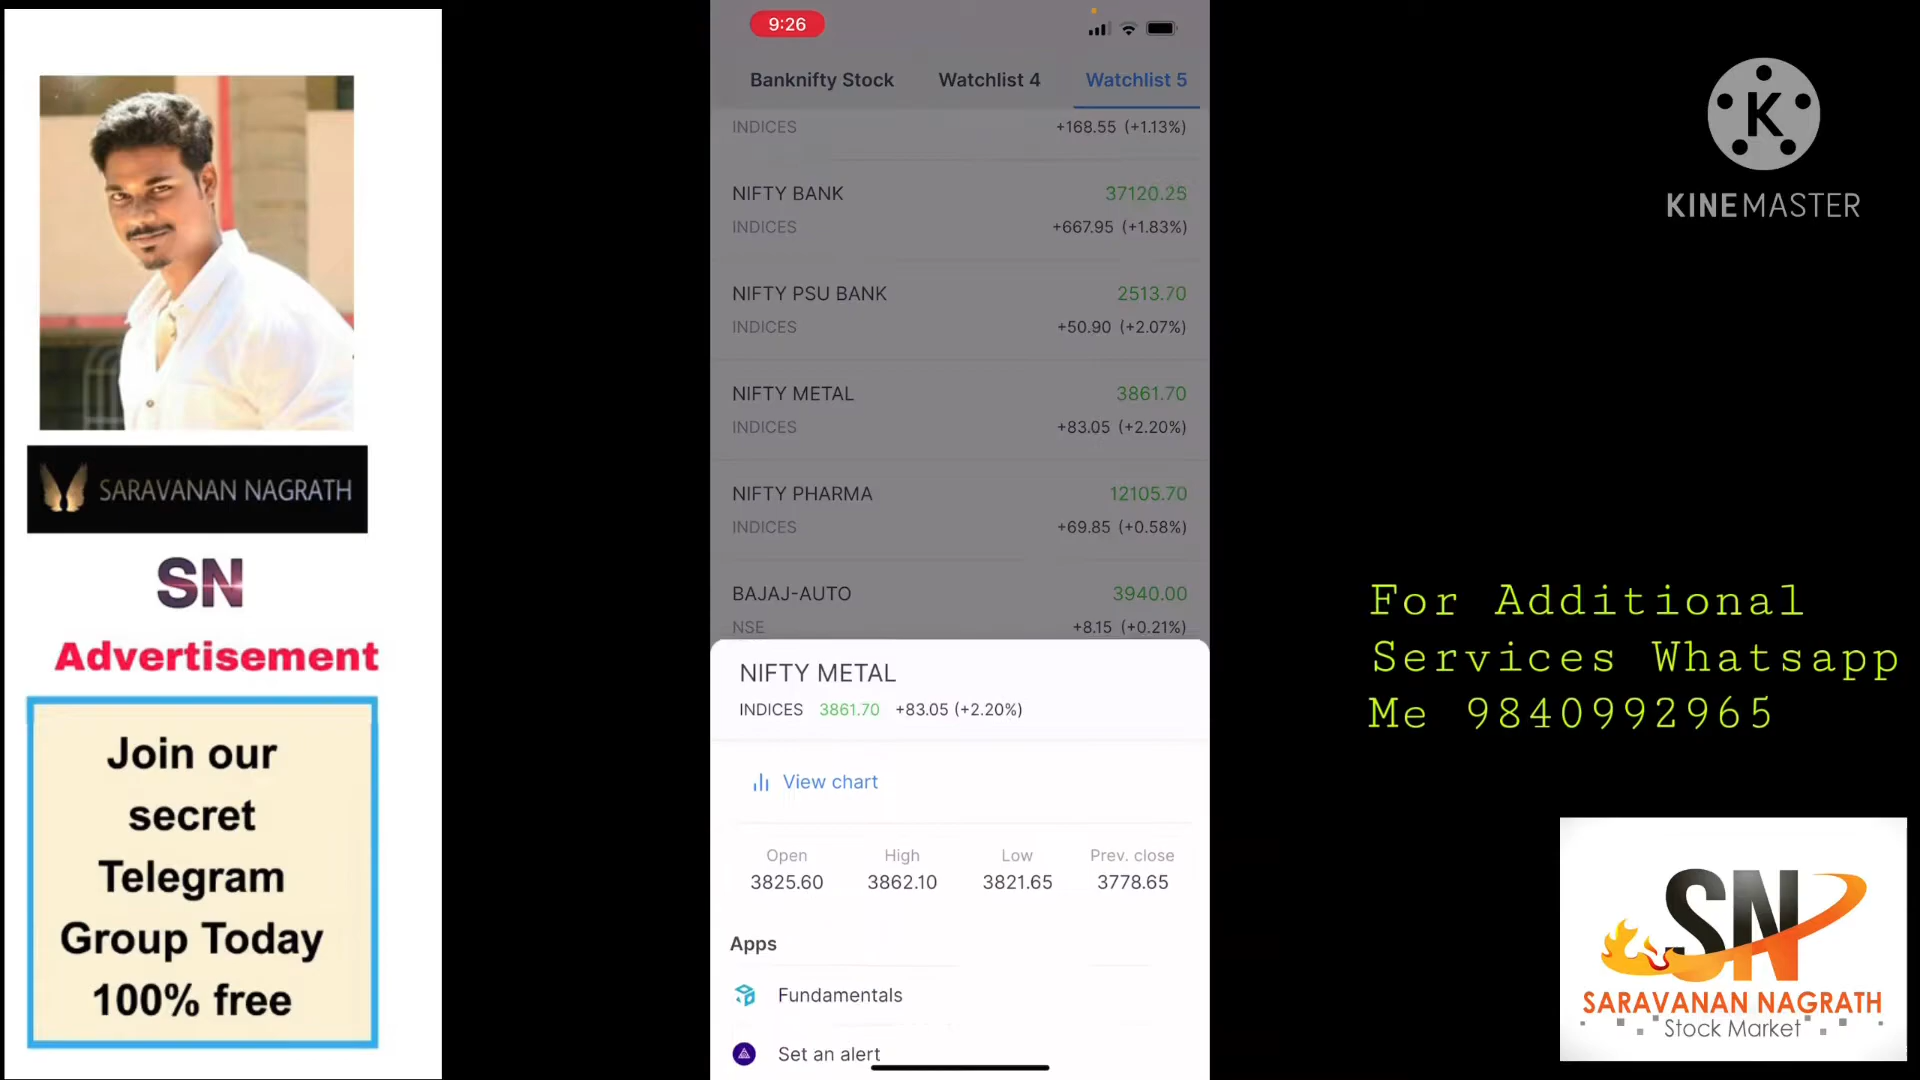 SARAVANAN NAGRATH
SN
Advertisement
Join our
secret
Telegram
Group Today
100% free
9:26
Banknifty Stock
Watchlist 4
Watchlist 5
INDICES
+168.55 (+1.13%)
NIFTY BANK
37120.25
INDICES
+667.95 (+1.83%)
NIFTY PSU BANK
2513.70
INDICES
+50.90 (+2.07%)
NIFTY METAL
3861.70
INDICES
+83.05 (+2.20%)
NIFTY PHARMA
12105.70
INDICES
+69.85 (+0.58%)
BAJAJ-AUTO
3940.00
NSE
+8.15 (+0.21%)
NIFTY METAL
INDICES 3861.70 +83.05 (+2.20%)
View chart
Open High Low Prev. close
3825.60 3862.10 3821.65 3778.65
Apps
Fundamentals
Set an alert
K
KINEMASTER
For Additional
Services Whatsapp
Me 9840992965
SN
SARAVANAN NAGRATH
Stock Market